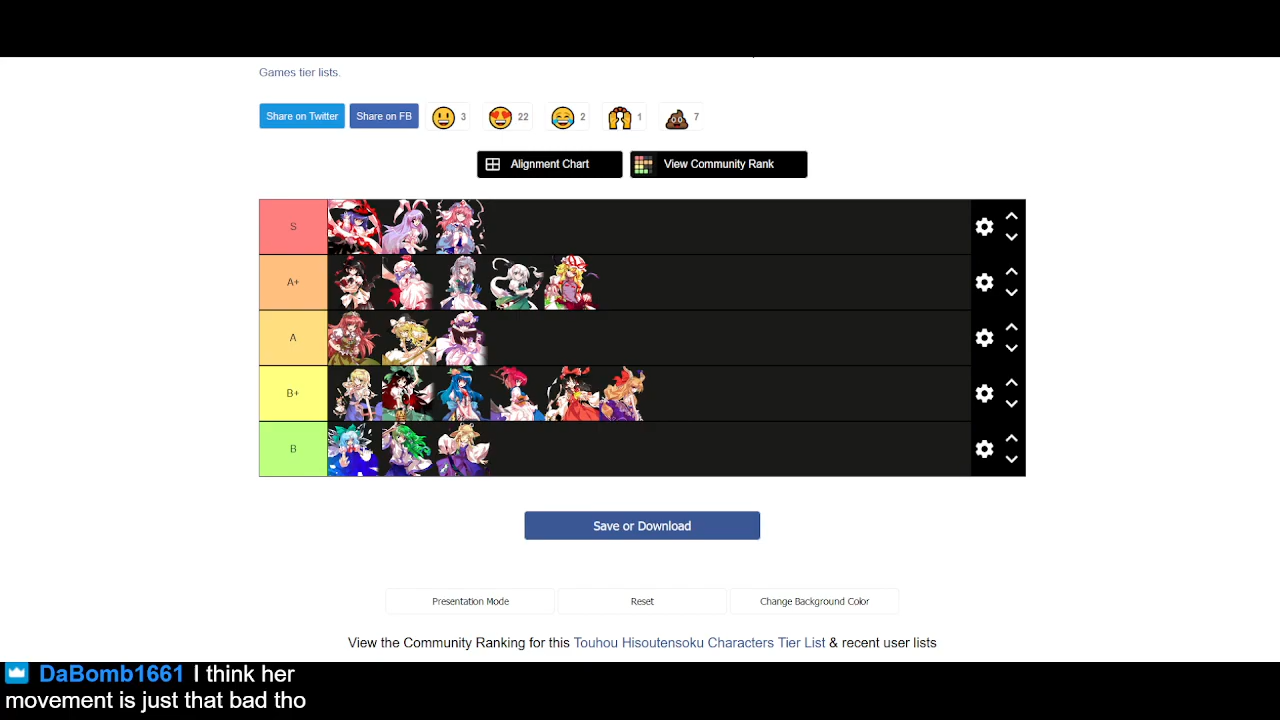 Games tier lists.
Share on Twitter Share on FB 3 22 2 1 7
Alignment Chart View Community Rank
S
A+
A
B+
B
Save or Download
Presentation Mode Reset Change Background Color
View the Community Ranking for this Touhou Hisoutensoku Characters Tier List & recent user lists
DaBomb1661 I think her
movement is just that bad tho